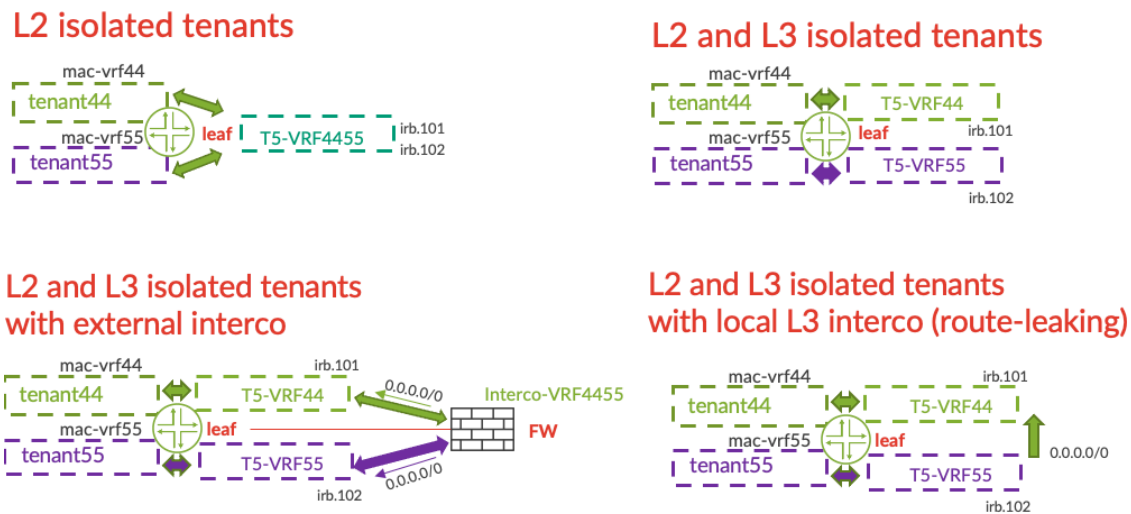 L2 isolated tenants
mac-vrf44
tenant44
mac-vrf55
leaf
T5-VRF4455
irb.101
irb.102
tenant55
L2 and L3 isolated tenants
mac-vrf44
tenant44
T5-VRF44
mac-vrf55
leaf
irb.101
tenant55
T5-VRF55
irb.102
L2 and L3 isolated tenants
with external interco
mac-vrf44
irb.101
tenant44
T5-VRF44
0.0.0.0/0
Interco-VRF4455
mac-vrf55
leaf
FW
tenant55
T5-VRF55
0.0.0.0/0
irb.102
L2 and L3 isolated tenants
with local L3 interco (route-leaking)
mac-vrf44
irb.101
tenant44
T5-VRF44
mac-vrf55
leaf
0.0.0.0/0
tenant55
T5-VRF55
irb.102